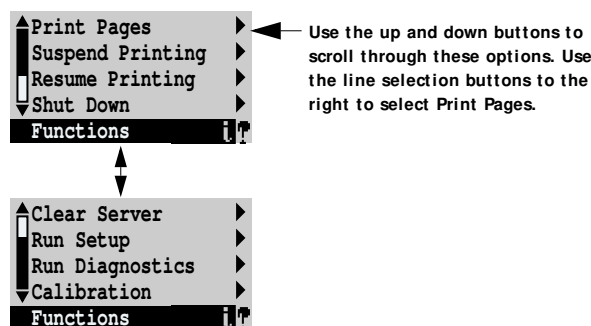 Print Pages
Suspend Printing
Resume Printing
Shut Down
Functions
Use the up and down buttons to
scroll through these options. Use
the line selection buttons to the
right to select Print Pages.
Clear Server
Run Setup
Run Diagnostics
Calibration
Functions